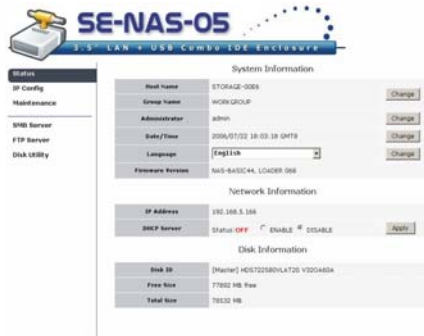 SE-NAS-05
3.5" LAN + USB Combo IDE Enclosure
Status
IP Config
Maintenance
SMB Server
FTP Server
Disk Utility
System Information
Host Name STORAGE-00E6 Change
Group Name WORKGROUP
Administrator admin Change
Date/Time 2006/07/22 18:03:18 GMT8 Change
Language English Change
Firmware Version NAS-BASIC44, LOADER 066
Network Information
IP Address 192.168.5.166
DHCP Server Status:OFF ENABLE DISABLE Apply
Disk Information
Disk ID [Master] HDS722580VLAT20 V32OA60A
Free Size 77802 MB free
Total Size 78532 MB